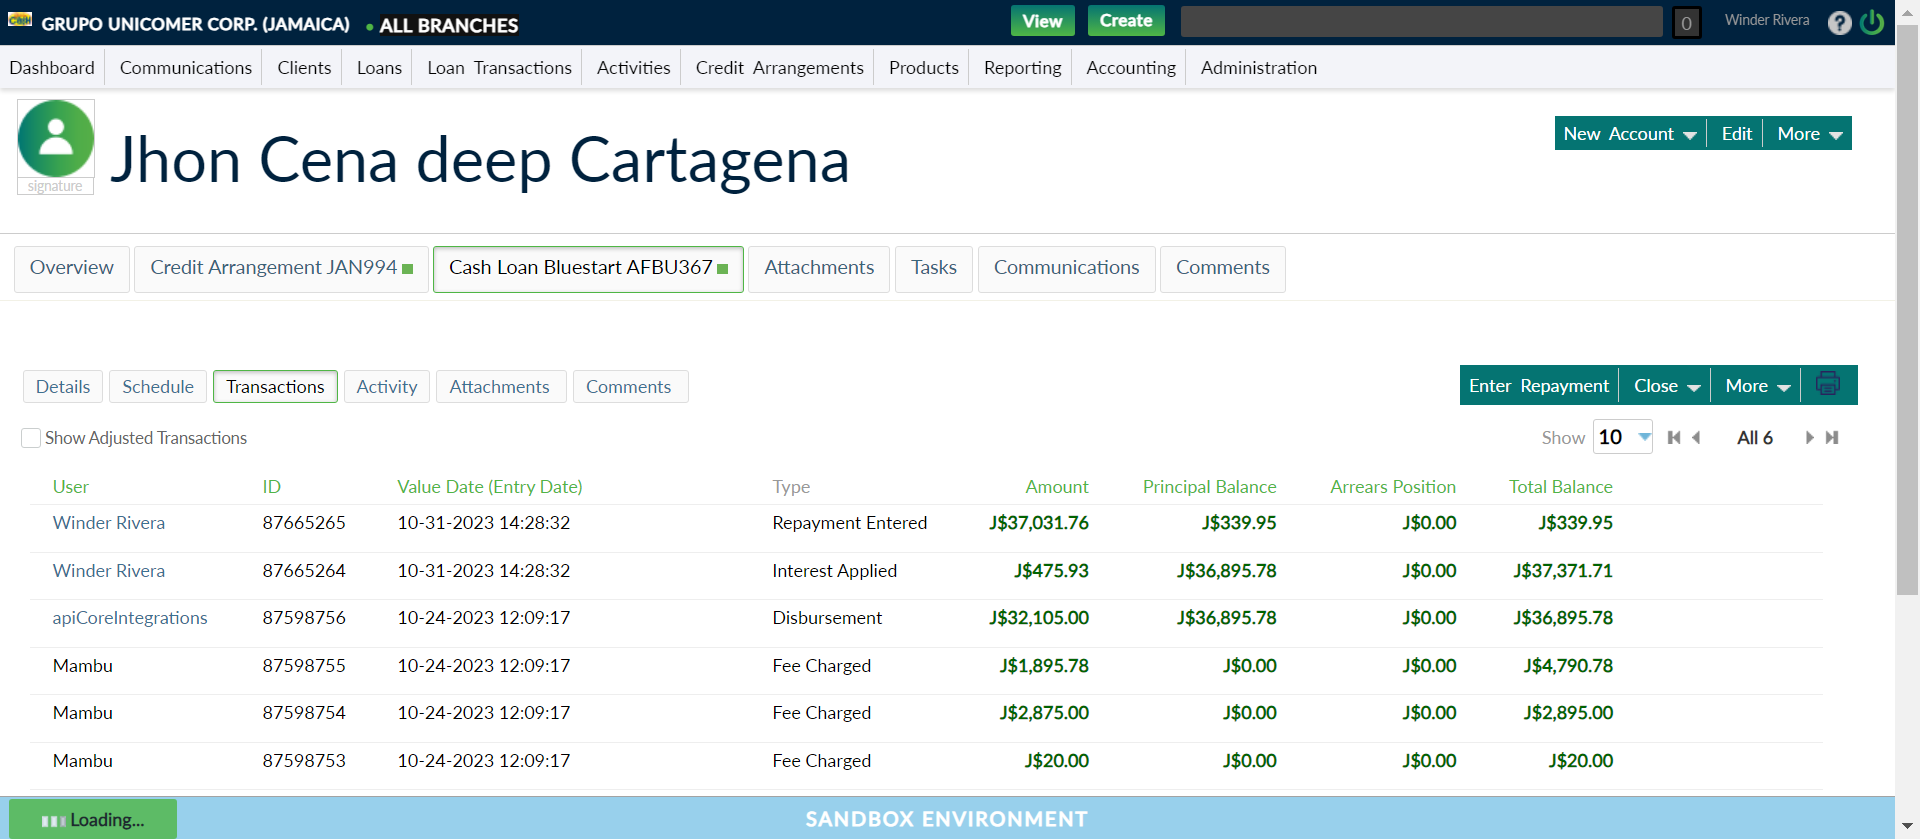 GRUPO UNICOMER CORP. (JAMAICA) • ALL BRANCHES View Create 0 Winder Rivera ?
Dashboard Communications Clients Loans Loan Transactions Activities Credit Arrangements Products Reporting Accounting Administration
signature
Jhon Cena deep Cartagena
New Account Edit More
Overview Credit Arrangement JAN994 Cash Loan Bluestart AFBU367 Attachments Tasks Communications Comments
Details Schedule Transactions Activity Attachments Comments Enter Repayment Close More
Show Adjusted Transactions Show 10 All 6
User ID Value Date (Entry Date) Type Amount Principal Balance Arrears Position Total Balance
Winder Rivera 87665265 10-31-2023 14:28:32 Repayment Entered J$37,031.76 J$339.95 J$0.00 J$339.95
Winder Rivera 87665264 10-31-2023 14:28:32 Interest Applied J$475.93 J$36,895.78 J$0.00 J$37,371.71
apiCoreIntegrations 87598756 10-24-2023 12:09:17 Disbursement J$32,105.00 J$36,895.78 J$0.00 J$36,895.78
Mambu 87598755 10-24-2023 12:09:17 Fee Charged J$1,895.78 J$0.00 J$0.00 J$4,790.78
Mambu 87598754 10-24-2023 12:09:17 Fee Charged J$2,875.00 J$0.00 J$0.00 J$2,895.00
Mambu 87598753 10-24-2023 12:09:17 Fee Charged J$20.00 J$0.00 J$0.00 J$20.00
Loading... SANDBOX ENVIRONMENT